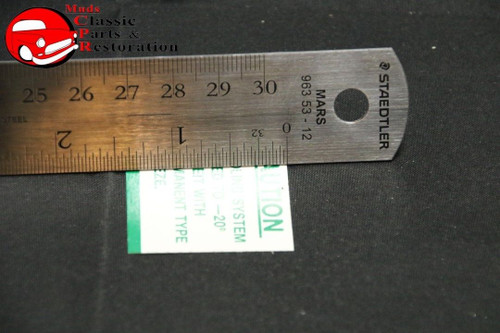 Muds
Classic
Parts &
Restoration
25 26 27 28 29 30
MARS
963 53 - 12
STAEDTLER
2 1 32 0
TION
SYSTEM
—20°
WITH
TYPE